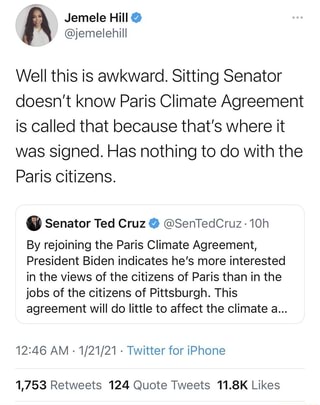 Jemele Hill
@jemelehill
Well this is awkward. Sitting Senator
doesn't know Paris Climate Agreement
is called that because that's where it
was signed. Has nothing to do with the
Paris citizens.
Senator Ted Cruz @SenTedCruz · 10h
By rejoining the Paris Climate Agreement,
President Biden indicates he's more interested
in the views of the citizens of Paris than in the
jobs of the citizens of Pittsburgh. This
agreement will do little to affect the climate a...
12:46 AM · 1/21/21 · Twitter for iPhone
1,753 Retweets 124 Quote Tweets 11.8K Likes